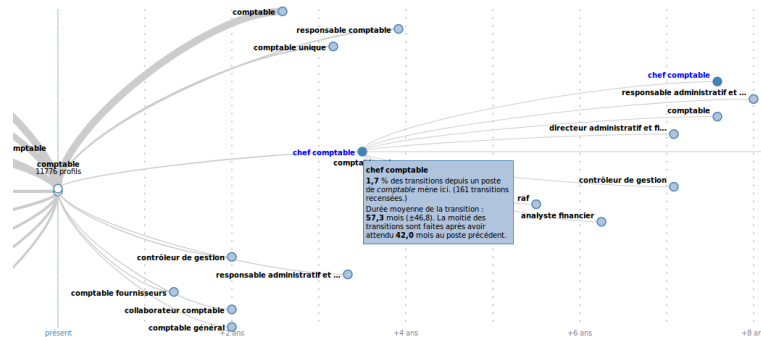 comptable
responsable comptable
comptable unique
chef comptable
responsable administratif et ...
comptable
directeur administratif et fi...
mptable
chef comptable
compta
comptable
11776 profils
chef comptable
1,7 % des transitions depuis un poste
de comptable mène ici. (161 transitions
recensées.)
Durée moyenne de la transition :
57,3 mois (±46,8). La moitié des
transitions sont faites après avoir
attendu 42,0 mois au poste précédent.
contrôleur de gestion
raf
analyste financier
contrôleur de gestion
responsable administratif et ...
comptable fournisseurs
collaborateur comptable
comptable général
présent
+2 ans
+4 ans
+6 ans
+8 an